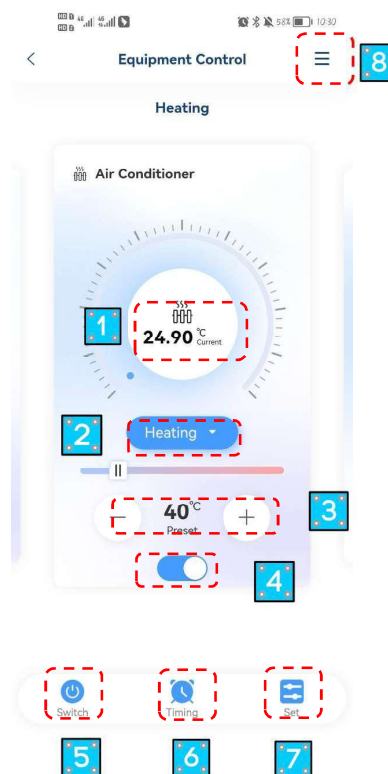 58% 10:30
Equipment Control
8
Heating
Air Conditioner
1
24.90 ℃
Current
2
Heating
3
40℃
Preset
4
Switch
Timing
Set
5
6
7